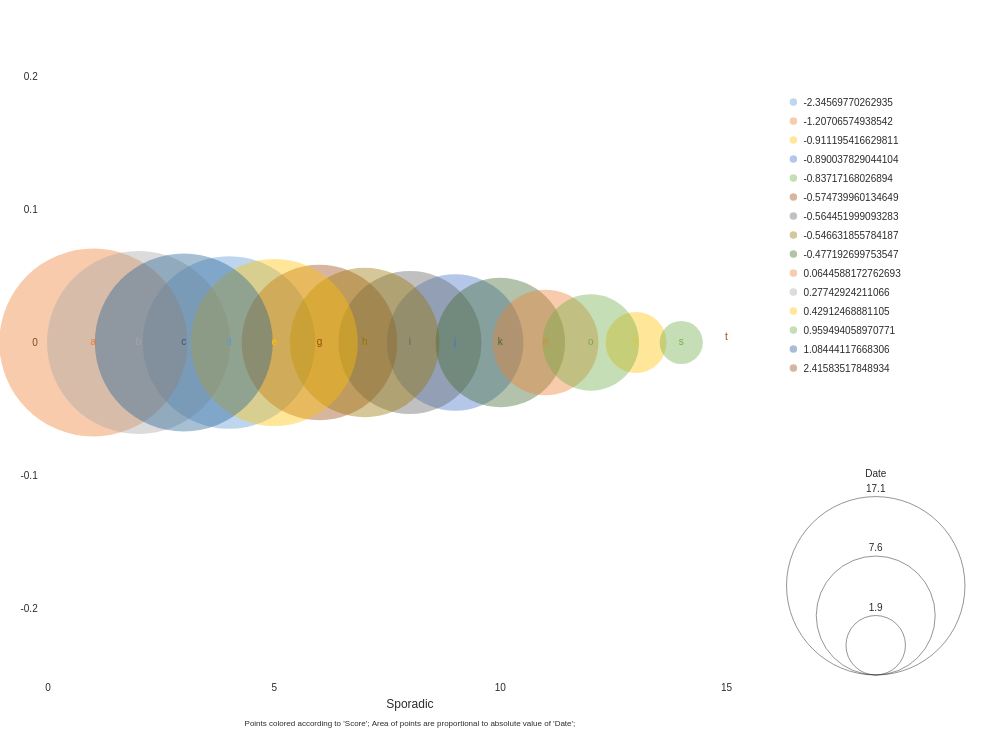 0.2
0.1
0
-0.1
-0.2
a
b
c
d
e
g
h
i
j
k
o
s
t
0
5
10
15
Sporadic
Points colored according to 'Score'; Area of points are proportional to absolute value of 'Date';
-2.34569770262935
-1.20706574938542
-0.911195416629811
-0.890037829044104
-0.83717168026894
-0.574739960134649
-0.564451999093283
-0.546631855784187
-0.477192699753547
0.0644588172762693
0.27742924211066
0.42912468881105
0.959494058970771
1.08444117668306
2.41583517848934
Date
17.1
7.6
1.9